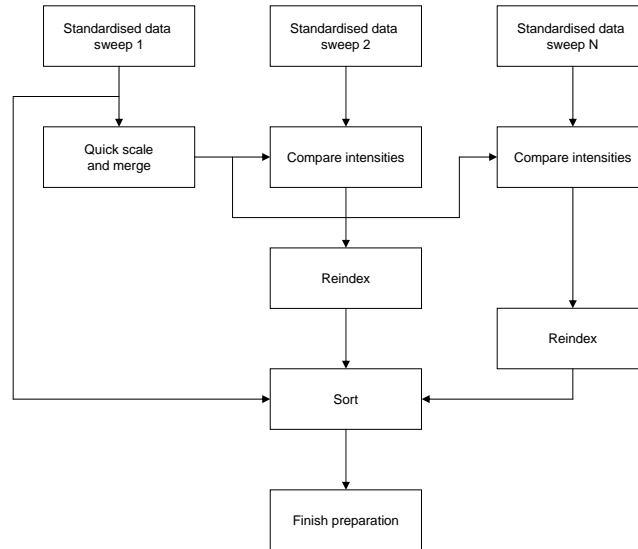 Standardised data
sweep 1
Standardised data
sweep 2
Standardised data
sweep N
Quick scale
and merge
Compare intensities
Compare intensities
Reindex
Reindex
Sort
Finish preparation